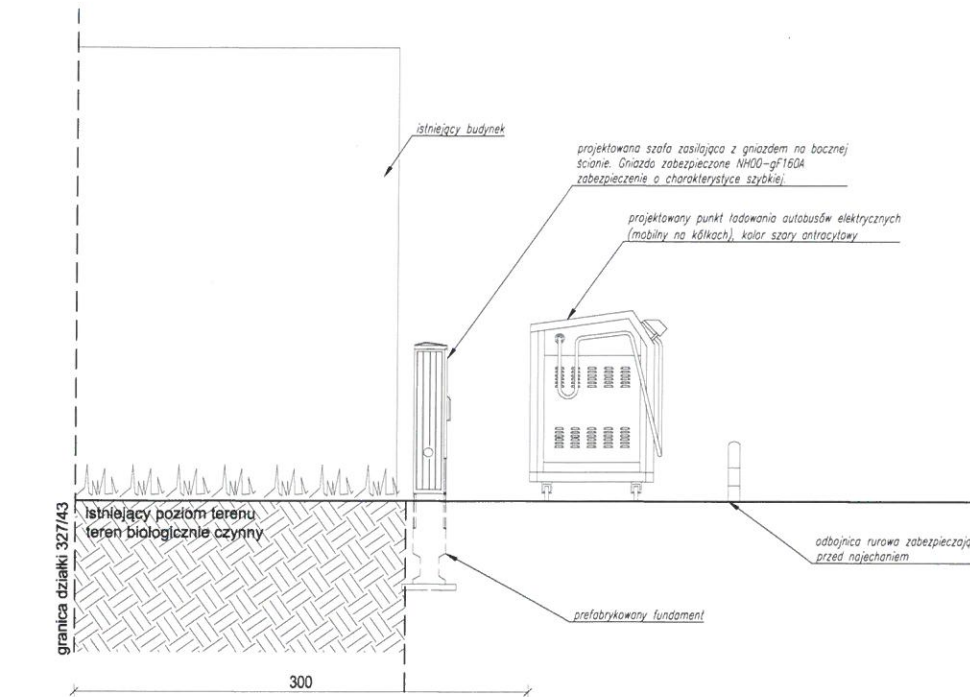 istniejący budynek
projektowana szafa zasilająca z gniazdem na bocznej
ścianie. Gniazdo zabezpieczone NH00-gF160A
zabezpieczenie o charakterystyce szybkiej.
projektowany punkt ładowania autobusów elektrycznych
(mobilny na kółkach), kolor szary antracytowy
istniejący poziom terenu
teren biologicznie czynny
granica działki 327/43
odbojnica rurowa zabezpieczają
przed najechaniem
prefabrykowany fundament
300